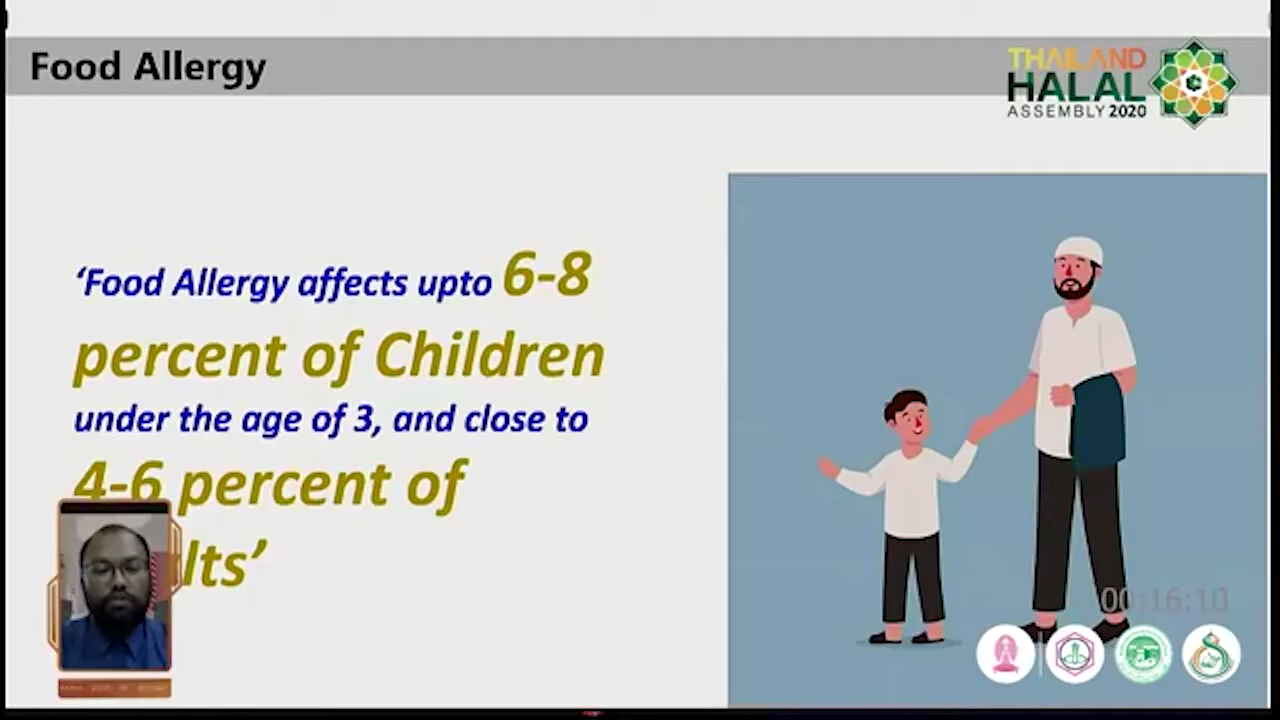 Food Allergy
THAILAND
HALAL
ASSEMBLY 2020
‘Food Allergy affects upto 6-8
percent of Children
under the age of 3, and close to
4-6 percent of
lts’
00:16:10